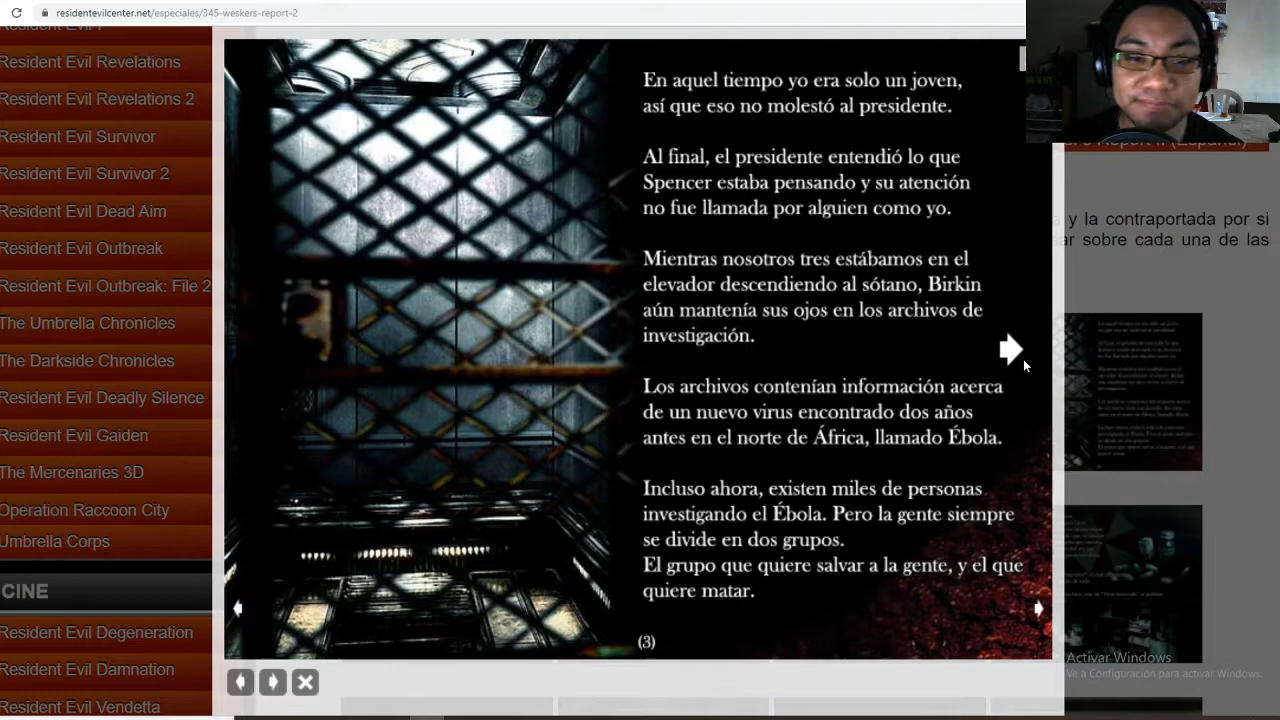 residentevilcenter.net/especiales/345-weskers-report-2
Resident Evil Revelations
Resident Evil Revelations 2
Resident Evil Survivor
Resident Evil Survivor 2
Resident Evil Dead Aim
Resident Evil Outbreak
Resident Evil Outbreak: File 2
The Umbrella Chronicles
The Darkside Chronicles
Resident Evil Deadly Silence
Resident Evil Gaiden
The Mercenaries 3D
Operation Raccoon City
Umbrella Corps
CINE
Resident Evil Degeneration
Resident Evil Damnation
Resident Evil Vendetta
En aquel tiempo yo era solo un joven,
así que eso no molestó al presidente.
Al final, el presidente entendió lo que
Spencer estaba pensando y su atención
no fue llamada por alguien como yo.
Mientras nosotros tres estábamos en el
elevador descendiendo al sótano, Birkin
aún mantenía sus ojos en los archivos de
investigación.
Los archivos contenían información acerca
de un nuevo virus encontrado dos años
antes en el norte de África, llamado Ébola.
Incluso ahora, existen miles de personas
investigando el Ébola. Pero la gente siempre
se divide en dos grupos.
El grupo que quiere salvar a la gente, y el que
quiere matar.
(3)
Report II (Español)
y la contraportada por si
sobre cada una de las
Activar Windows
Ve a Configuración para activar Windows.